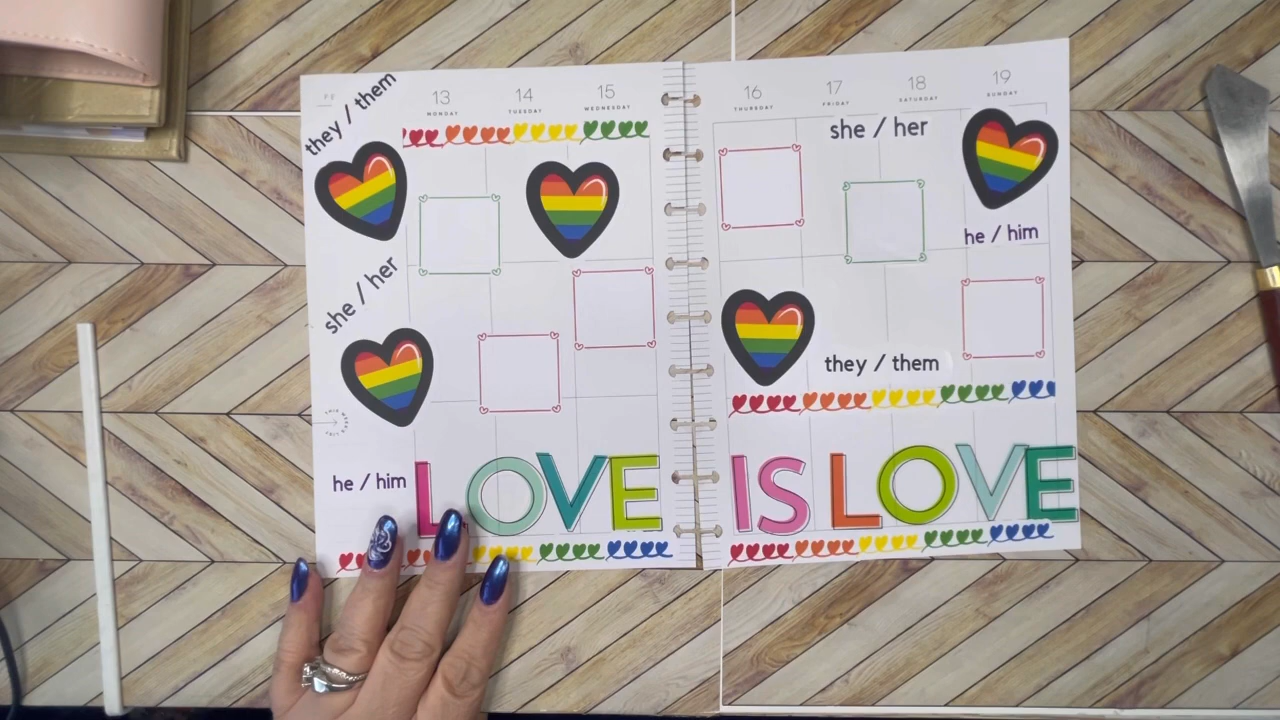 they / them
13
MONDAY
14
TUESDAY
15
WEDNESDAY
16
THURSDAY
17
FRIDAY
18
SATURDAY
19
SUNDAY
she / her
he / him
she / her
they / them
he / him
LOVE IS LOVE